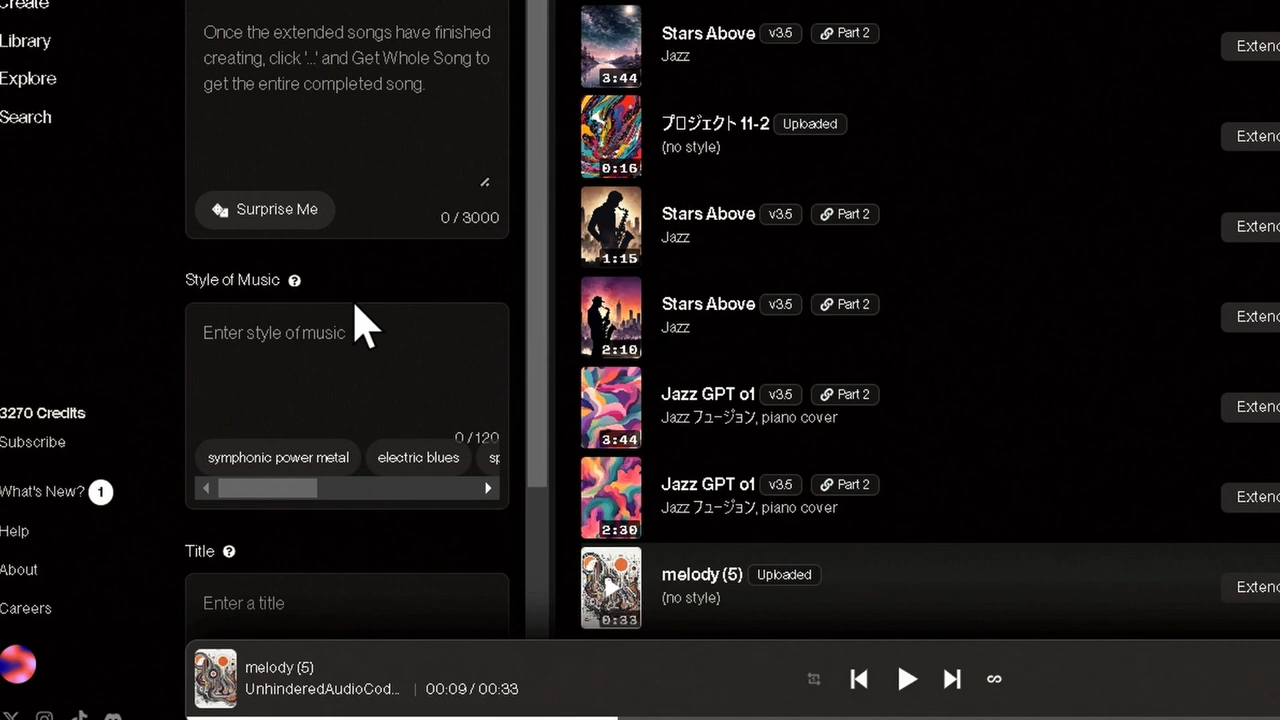 Create
Library
Explore
Search
3270 Credits
Subscribe
What's New? 1
Help
About
Careers
Once the extended songs have finished
creating, click '...' and Get Whole Song to
get the entire completed song.
Surprise Me
0 / 3000
Style of Music ?
Enter style of music
0 / 120
symphonic power metal electric blues sp
Title ?
Enter a title
Stars Above v3.5 Part 2
Jazz
3:44
Exten
プロジェクト 11-2 Uploaded
(no style)
0:16
Exten
Stars Above v3.5 Part 2
Jazz
1:15
Exten
Stars Above v3.5 Part 2
Jazz
2:10
Exten
Jazz GPT o1 v3.5 Part 2
Jazz フュージョン, piano cover
3:44
Exten
Jazz GPT o1 v3.5 Part 2
Jazz フュージョン, piano cover
2:30
Exten
melody (5) Uploaded
(no style)
0:33
Exten
melody (5)
UnhinderedAudioCod... | 00:09 / 00:33